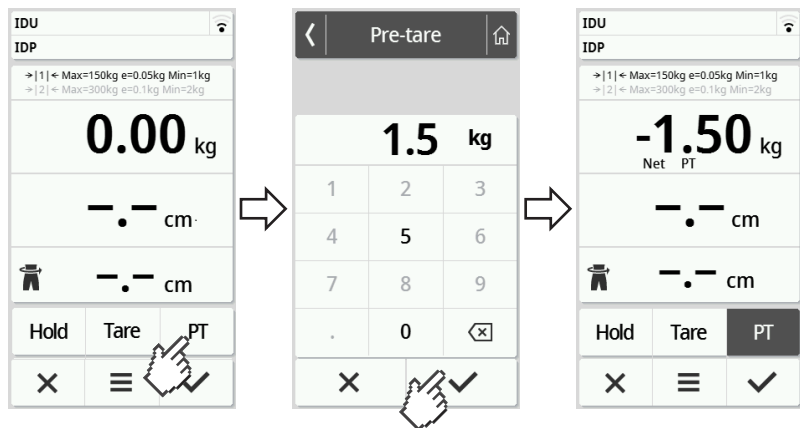 IDU
IDP
→|1|← Max=150kg e=0.05kg Min=1kg
→|2|← Max=300kg e=0.1kg Min=2kg
0.00 kg
–.– cm
–.– cm
Hold Tare PT
Pre-tare
1.5 kg
1 2 3
4 5 6
7 8 9
. 0
IDU
IDP
→|1|← Max=150kg e=0.05kg Min=1kg
→|2|← Max=300kg e=0.1kg Min=2kg
-1.50 kg
Net PT
–.– cm
–.– cm
Hold Tare PT